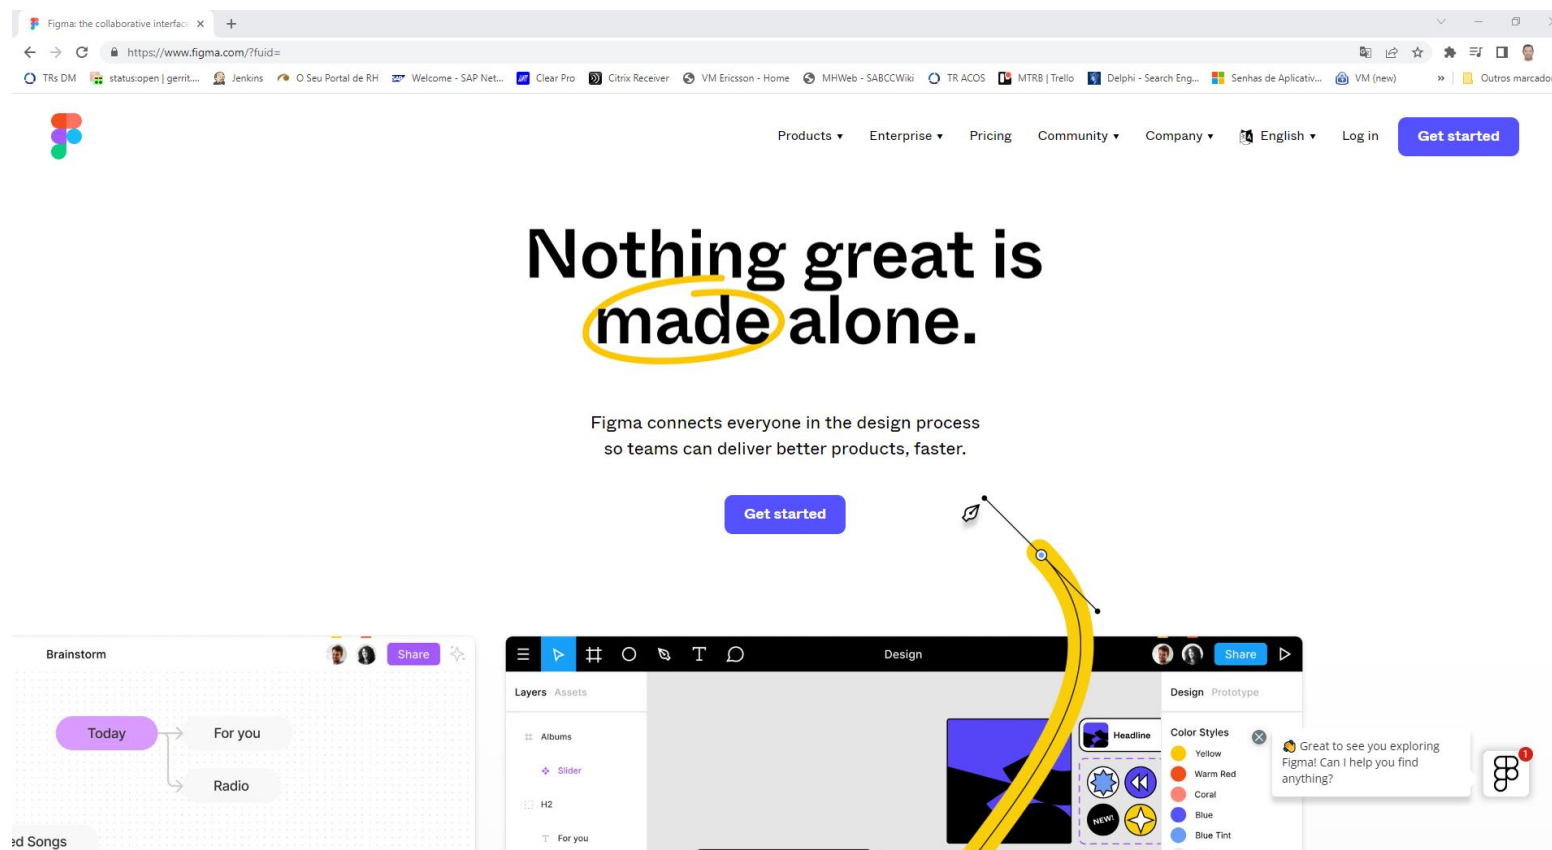 Figma: the collaborative interfac
https://www.figma.com/?fuid=
TRs DM
status:open | gerrit....
Jenkins
O Seu Portal de RH
Welcome - SAP Net...
Clear Pro
Citrix Receiver
VM Ericsson - Home
MHWeb - SABCCWiki
TR ACOS
MTRB | Trello
Delphi - Search Eng...
Senhas de Aplicativ...
VM (new)
»
Outros marcador
Products
Enterprise
Pricing
Community
Company
English
Log in
Get started
Nothing great is
made alone.
Figma connects everyone in the design process
so teams can deliver better products, faster.
Get started
Brainstorm
Share
Today
For you
Radio
ed Songs
T
Design
Share
Layers Assets
Albums
Slider
H2
T For you
Headline
NEW!
Design Prototype
Color Styles
Yellow
Warm Red
Coral
Blue
Blue Tint
Great to see you exploring
Figma! Can I help you find
anything?
1